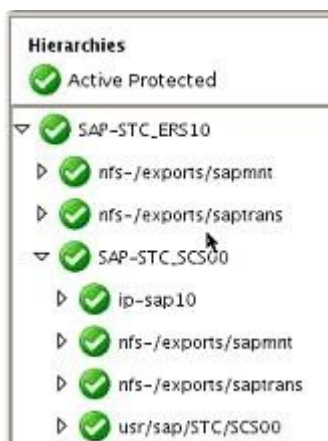 Hierarchies
Active Protected
SAP-STC_ERS10
nfs-/exports/sapmnt
nfs-/exports/saptrans
SAP-STC_SCS00
ip-sap10
nfs-/exports/sapmnt
nfs-/exports/saptrans
usr/sap/STC/SCS00